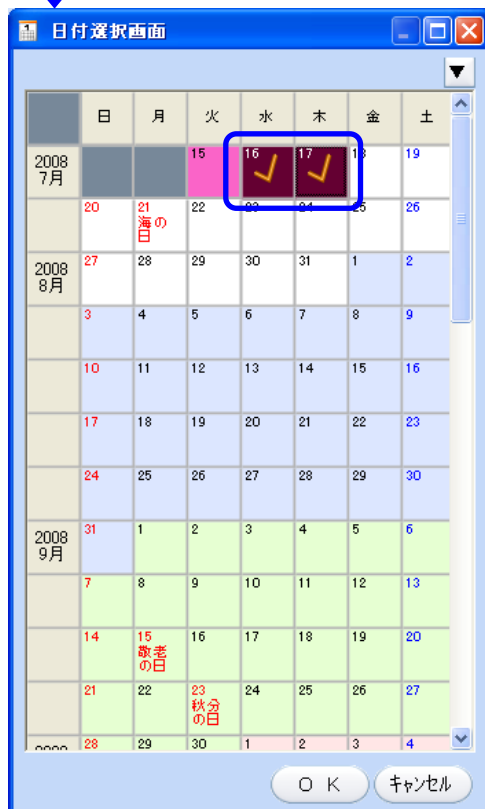 日付選択画面
日 月 火 水 木 金 土
2008 7月 15 16 17 18 19
20 21 海の日 22 23 24 25 26
2008 8月 27 28 29 30 31 1 2
3 4 5 6 7 8 9
10 11 12 13 14 15 16
17 18 19 20 21 22 23
24 25 26 27 28 29 30
2008 9月 31 1 2 3 4 5 6
7 8 9 10 11 12 13
14 15 敬老の日 16 17 18 19 20
21 22 23 秋分の日 24 25 26 27
28 29 30 1 2 3 4
ＯＫ キャンセル